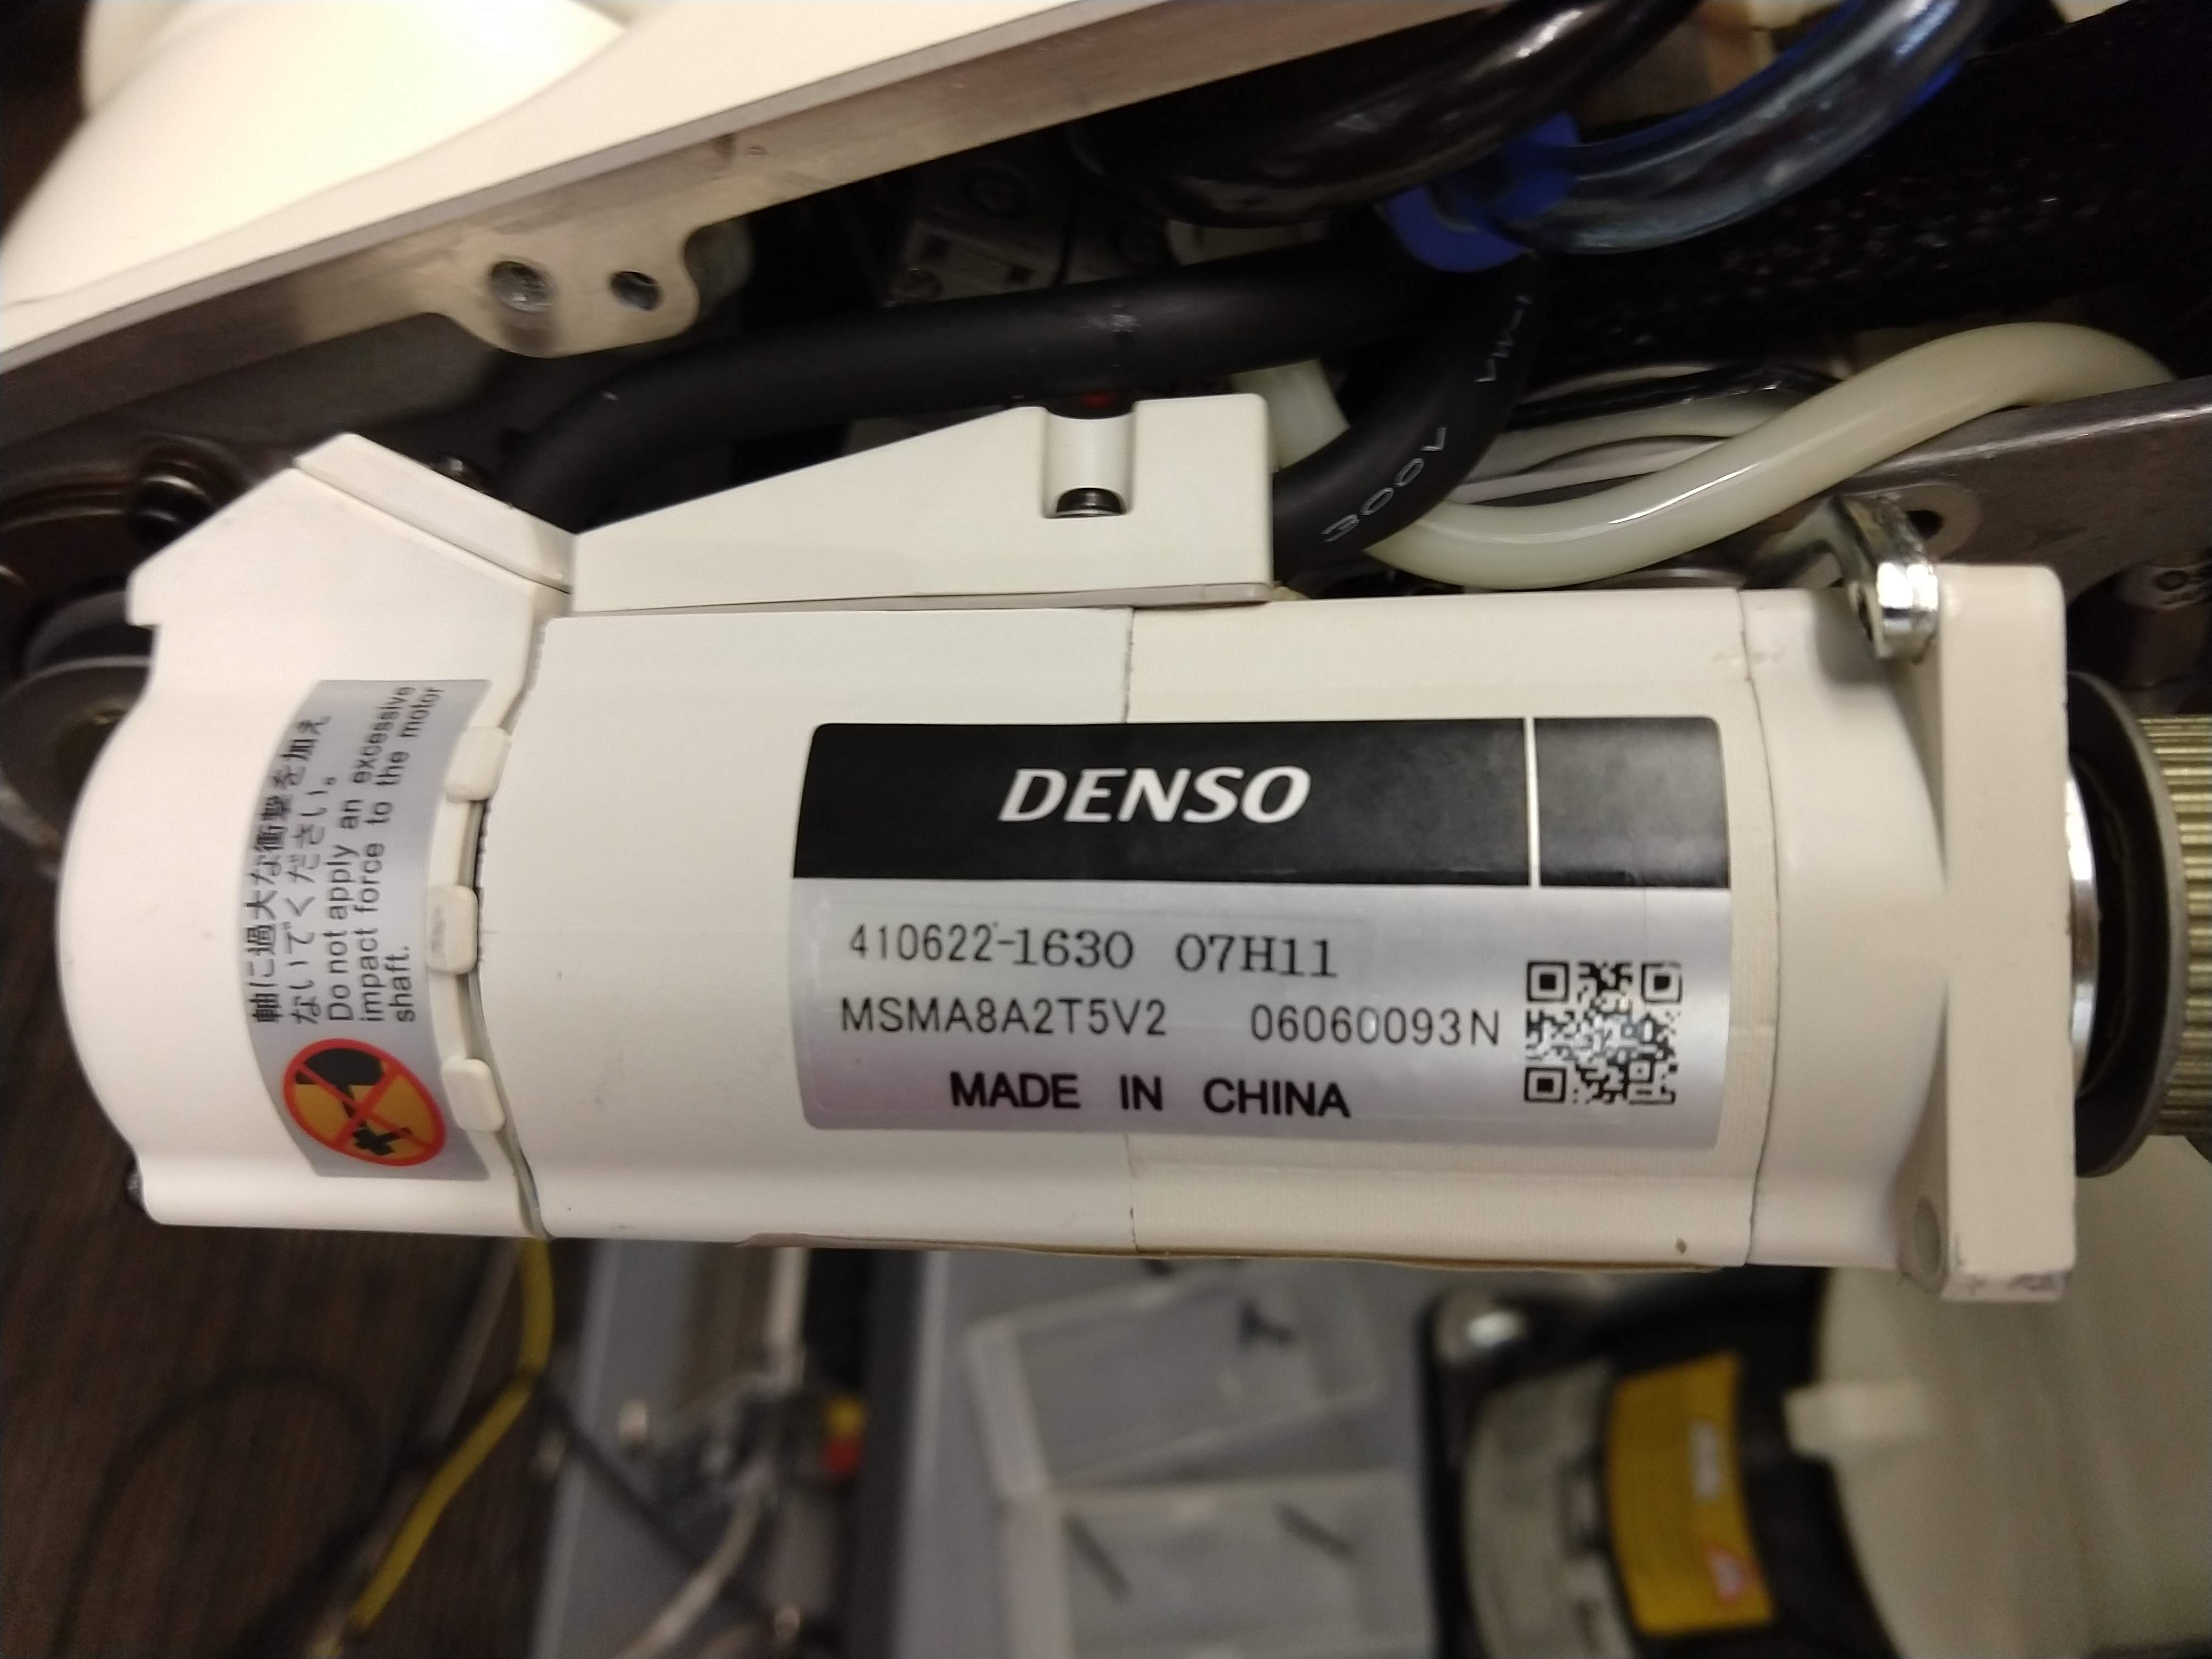 DENSO
410622-1630 07H11
MSMA8A2T5V2 06060093N
MADE IN CHINA
軸に過大な衝撃を加え
ないでください。
Do not apply an excessive
impact force to the motor
shaft.
300V
VW-1